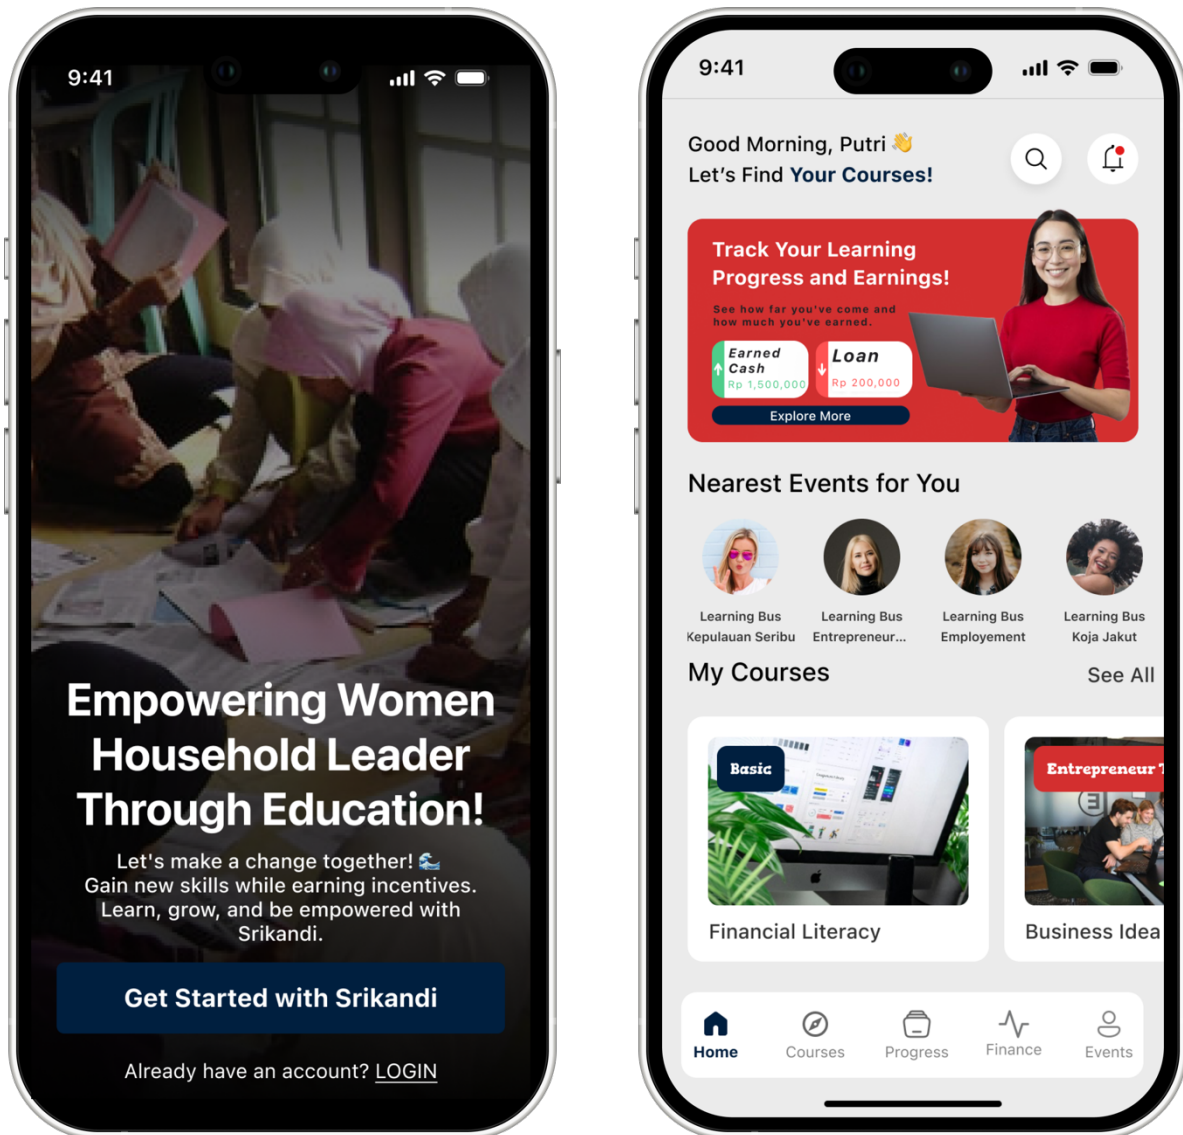 9:41
Empowering Women
Household Leader
Through Education!
Let's make a change together! 🌊
Gain new skills while earning incentives.
Learn, grow, and be empowered with
Srikandi.
Get Started with Srikandi
Already have an account? LOGIN
9:41
Good Morning, Putri 👋
Let's Find Your Courses!
Track Your Learning
Progress and Earnings!
See how far you've come and
how much you've earned.
Earned
Cash
Rp 1,500,000
Loan
Rp 200,000
Explore More
Nearest Events for You
Learning Bus
Kepulauan Seribu
Learning Bus
Entrepreneur...
Learning Bus
Employement
Learning Bus
Koja Jakut
My Courses
See All
Basic
Financial Literacy
Entrepreneur
Business Idea
Home
Courses
Progress
Finance
Events